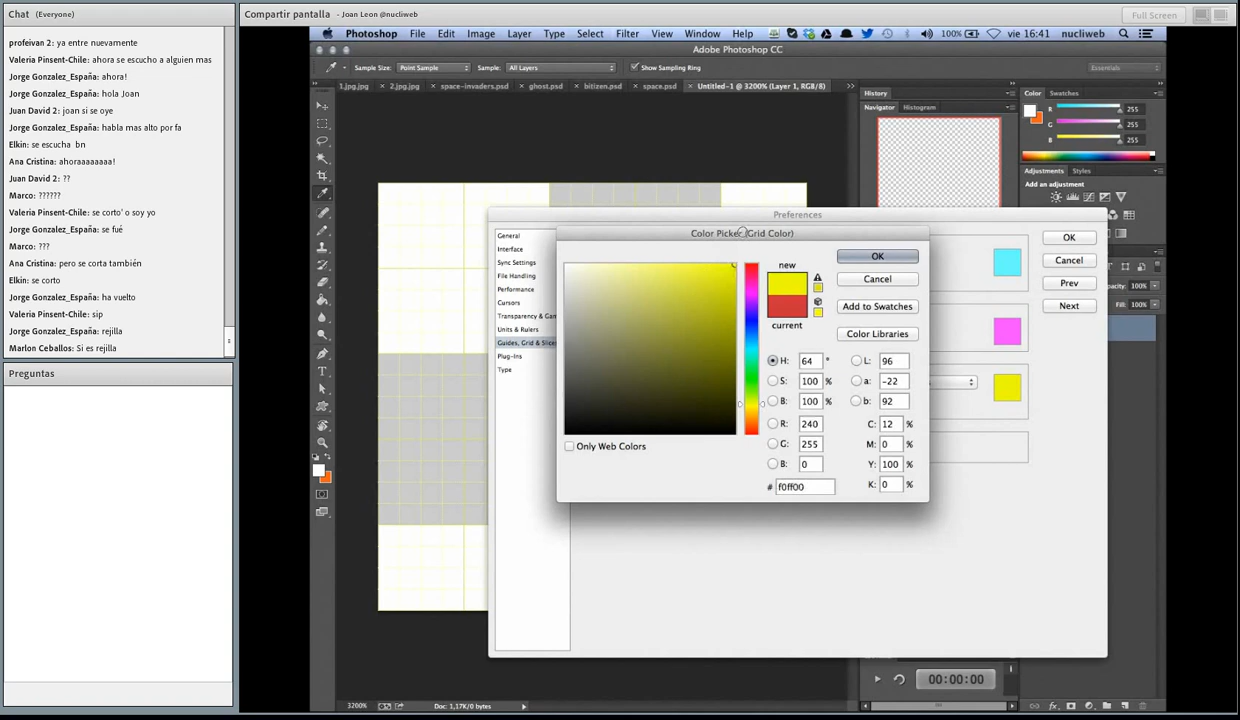 Chat (Everyone)
profeivan 2: ya entre nuevamente
Valeria Pinsent-Chile: ahora se escucho a alguien mas
Jorge Gonzalez_España: ahora!
Jorge Gonzalez_España: hola Joan
Juan David 2: joan si se oye
Jorge Gonzalez_España: habla mas alto por fa
Elkin: se escucha bn
Ana Cristina: ahoraaaaaaaa!
Juan David 2: ??
Marco: ??????
Valeria Pinsent-Chile: se corto' o soy yo
Jorge Gonzalez_España: se fué
Marco: ???
Ana Cristina: pero se corta también
Elkin: se corto
Jorge Gonzalez_España: ha vuelto
Valeria Pinsent-Chile: sip
Jorge Gonzalez_España: rejilla
Marlon Ceballos: Si es rejilla
Preguntas
Compartir pantalla - Joan Leon @nucliweb
Full Screen
Photoshop File Edit Image Layer Type Select Filter View Window Help 100% vie 16:41 nucliweb
Adobe Photoshop CC
Sample Size: Point Sample Sample: All Layers Show Sampling Ring Essentials
1.jpg.jpg × 2.jpg.jpg × space-invaders.psd × ghost.psd × bitizen.psd × space.psd × Untitled-1 @ 3200% (Layer 1, RGB/8) >>
History
Navigator Histogram
Color Swatches
R 255
G 255
B 255
Adjustments Styles
Add an adjustment
Opacity: 100%
Fill: 100%
Preferences
General
Interface
Sync Settings
File Handling
Performance
Cursors
Transparency & Gam
Units & Rulers
Guides, Grid & Slices
Plug-Ins
Type
OK
Cancel
Prev
Next
Color Picker (Grid Color)
new
current
OK
Cancel
Add to Swatches
Color Libraries
H: 64 ° L: 96
S: 100 % a: -22
B: 100 % b: 92
R: 240 C: 12 %
G: 255 M: 0 %
B: 0 Y: 100 %
# f0ff00 K: 0 %
Only Web Colors
00:00:00
3200% Doc: 1,17K/0 bytes
fx